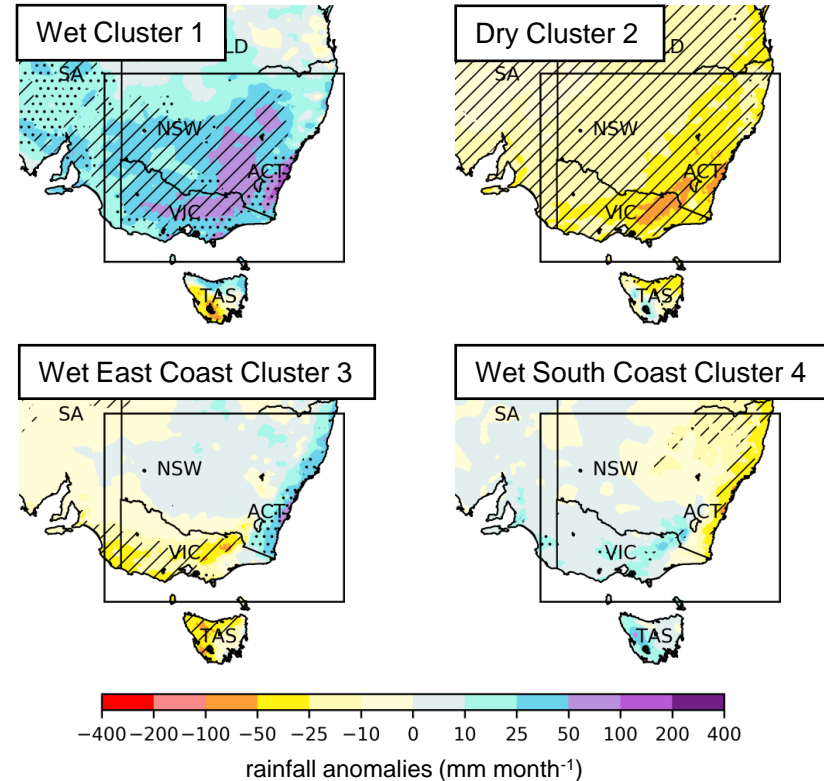 Wet Cluster 1
LD
SA
NSW
ACT
VIC
TAS
Dry Cluster 2
LD
SA
NSW
ACT
VIC
TAS
Wet East Coast Cluster 3
SA
NSW
ACT
VIC
TAS
Wet South Coast Cluster 4
SA
NSW
ACT
VIC
TAS
−400 −200 −100 −50 −25 −10 0 10 25 50 100 200 400
rainfall anomalies (mm month⁻¹)